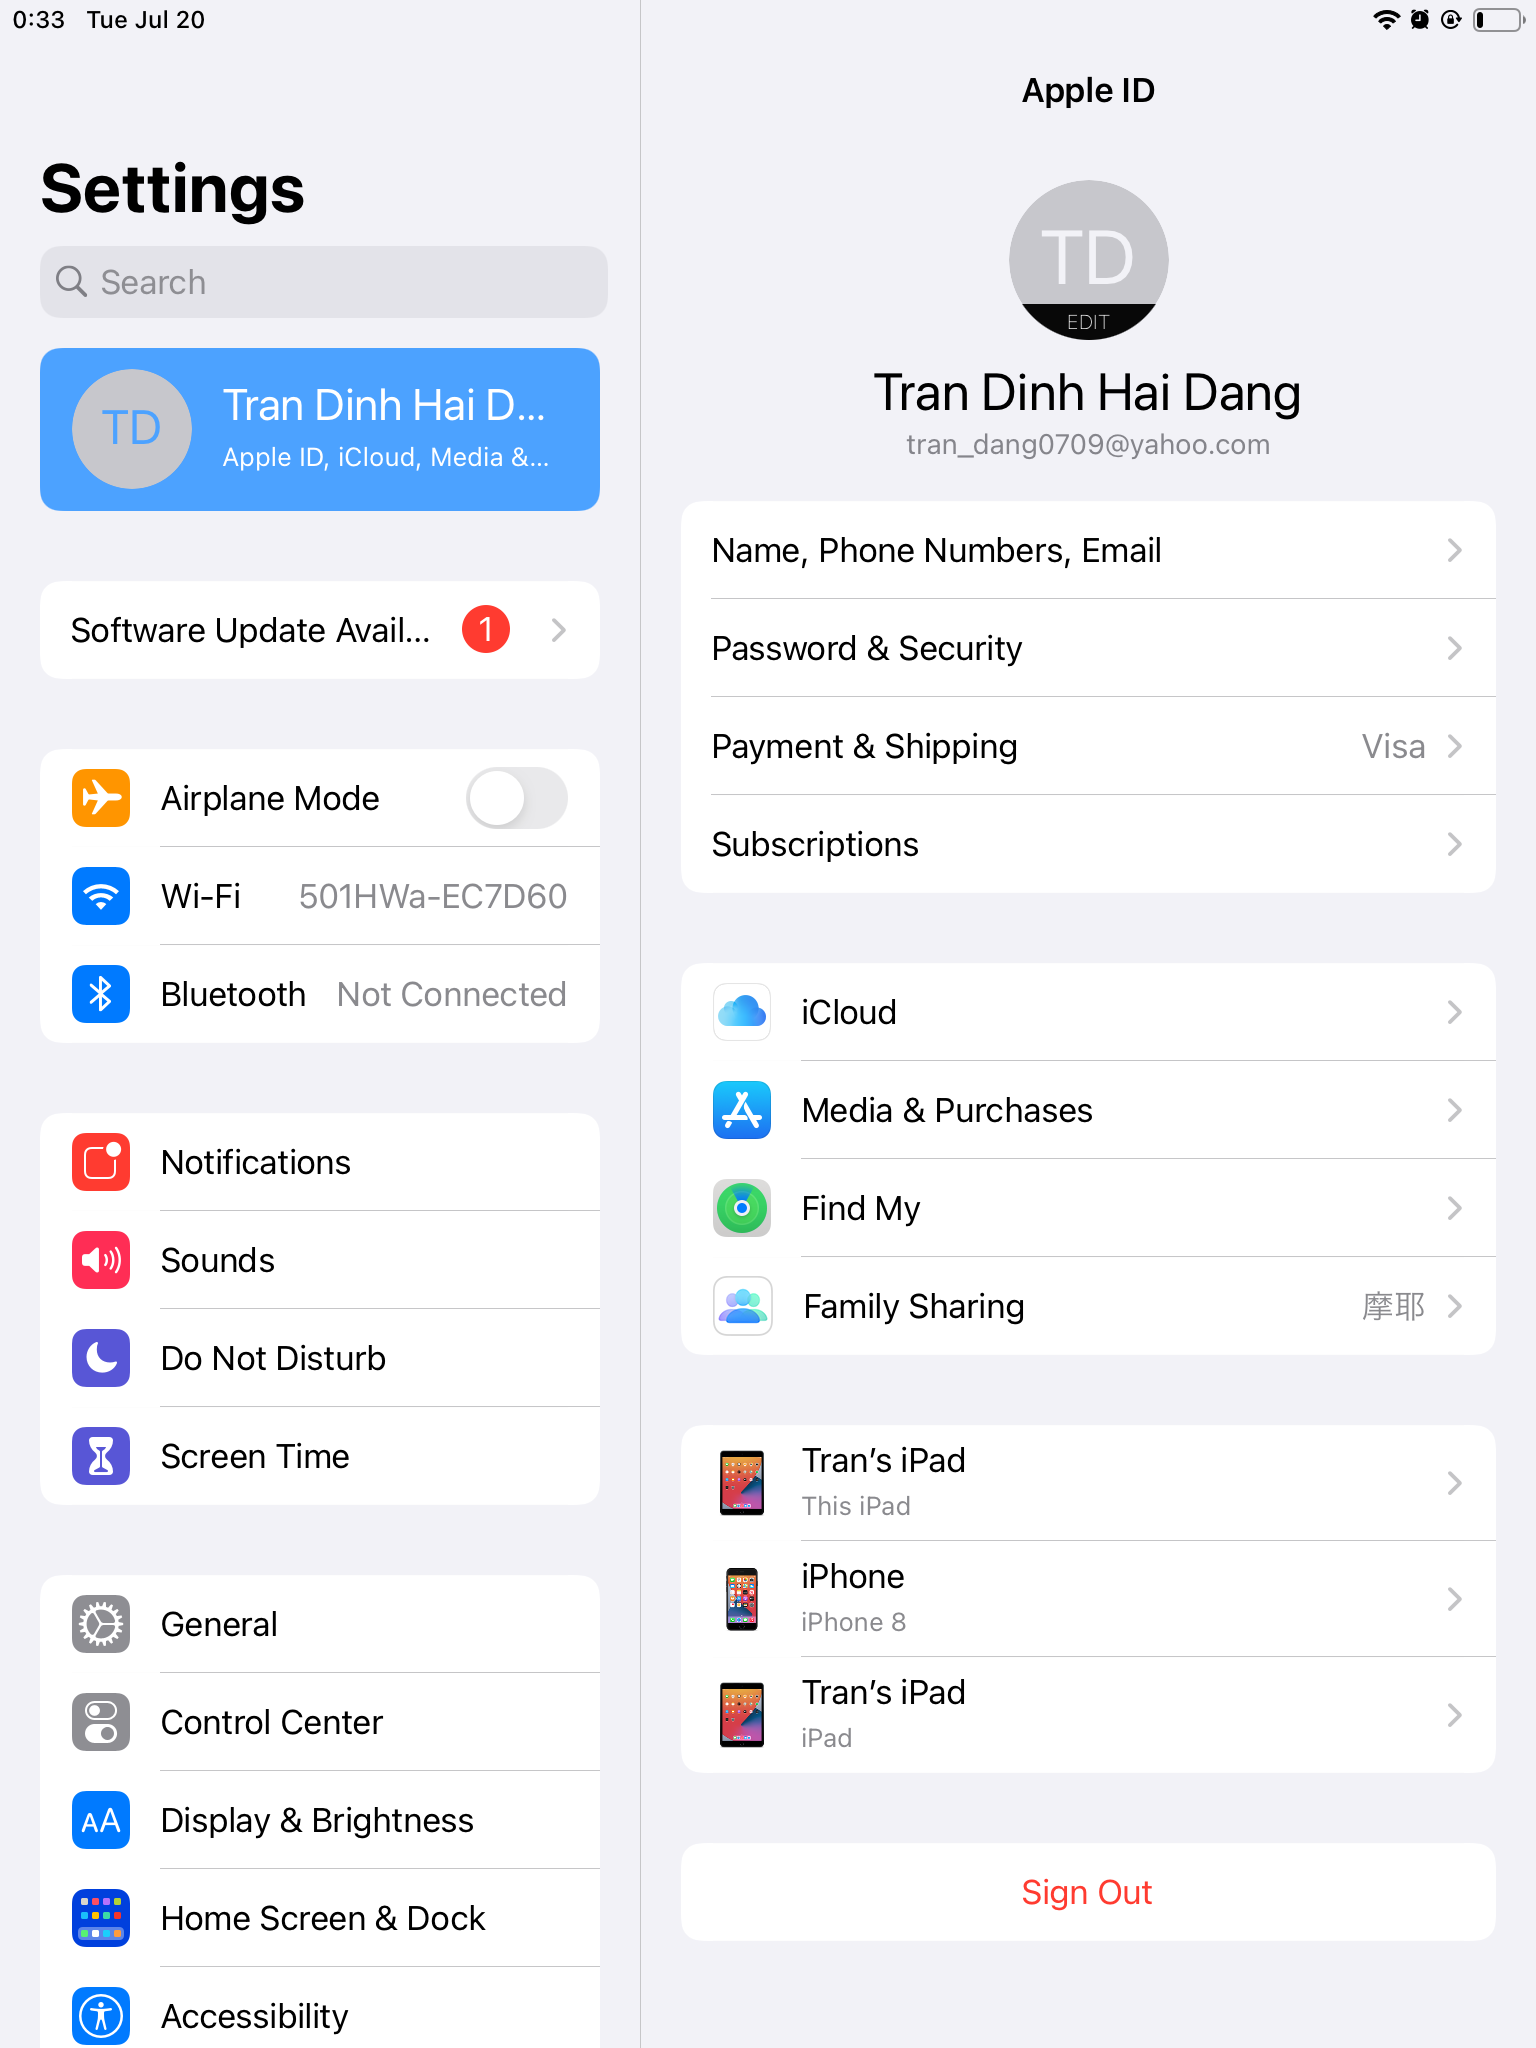 0:33 Tue Jul 20
Settings
Search
TD
Tran Dinh Hai D...
Apple ID, iCloud, Media &...
Software Update Avail... 1
Airplane Mode
Wi-Fi 501HWa-EC7D60
Bluetooth Not Connected
Notifications
Sounds
Do Not Disturb
Screen Time
General
Control Center
AA Display & Brightness
Home Screen & Dock
Accessibility
Apple ID
TD
EDIT
Tran Dinh Hai Dang
tran_dang0709@yahoo.com
Name, Phone Numbers, Email
Password & Security
Payment & Shipping Visa
Subscriptions
iCloud
Media & Purchases
Find My
Family Sharing 摩耶
Tran’s iPad
This iPad
iPhone
iPhone 8
Tran’s iPad
iPad
Sign Out